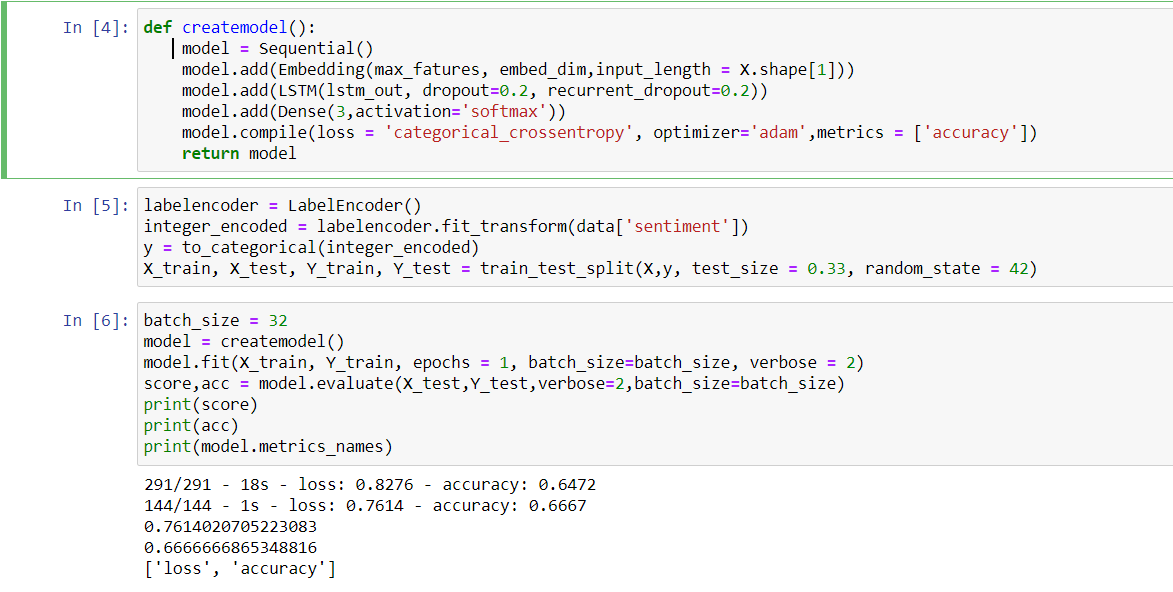 In [4]: def createmodel():
    model = Sequential()
    model.add(Embedding(max_fatures, embed_dim,input_length = X.shape[1]))
    model.add(LSTM(lstm_out, dropout=0.2, recurrent_dropout=0.2))
    model.add(Dense(3,activation='softmax'))
    model.compile(loss = 'categorical_crossentropy', optimizer='adam',metrics = ['accuracy'])
    return model
In [5]: labelencoder = LabelEncoder()
integer_encoded = labelencoder.fit_transform(data['sentiment'])
y = to_categorical(integer_encoded)
X_train, X_test, Y_train, Y_test = train_test_split(X,y, test_size = 0.33, random_state = 42)
In [6]: batch_size = 32
model = createmodel()
model.fit(X_train, Y_train, epochs = 1, batch_size=batch_size, verbose = 2)
score,acc = model.evaluate(X_test,Y_test,verbose=2,batch_size=batch_size)
print(score)
print(acc)
print(model.metrics_names)
291/291 - 18s - loss: 0.8276 - accuracy: 0.6472
144/144 - 1s - loss: 0.7614 - accuracy: 0.6667
0.7614020705223083
0.6666666865348816
['loss', 'accuracy']